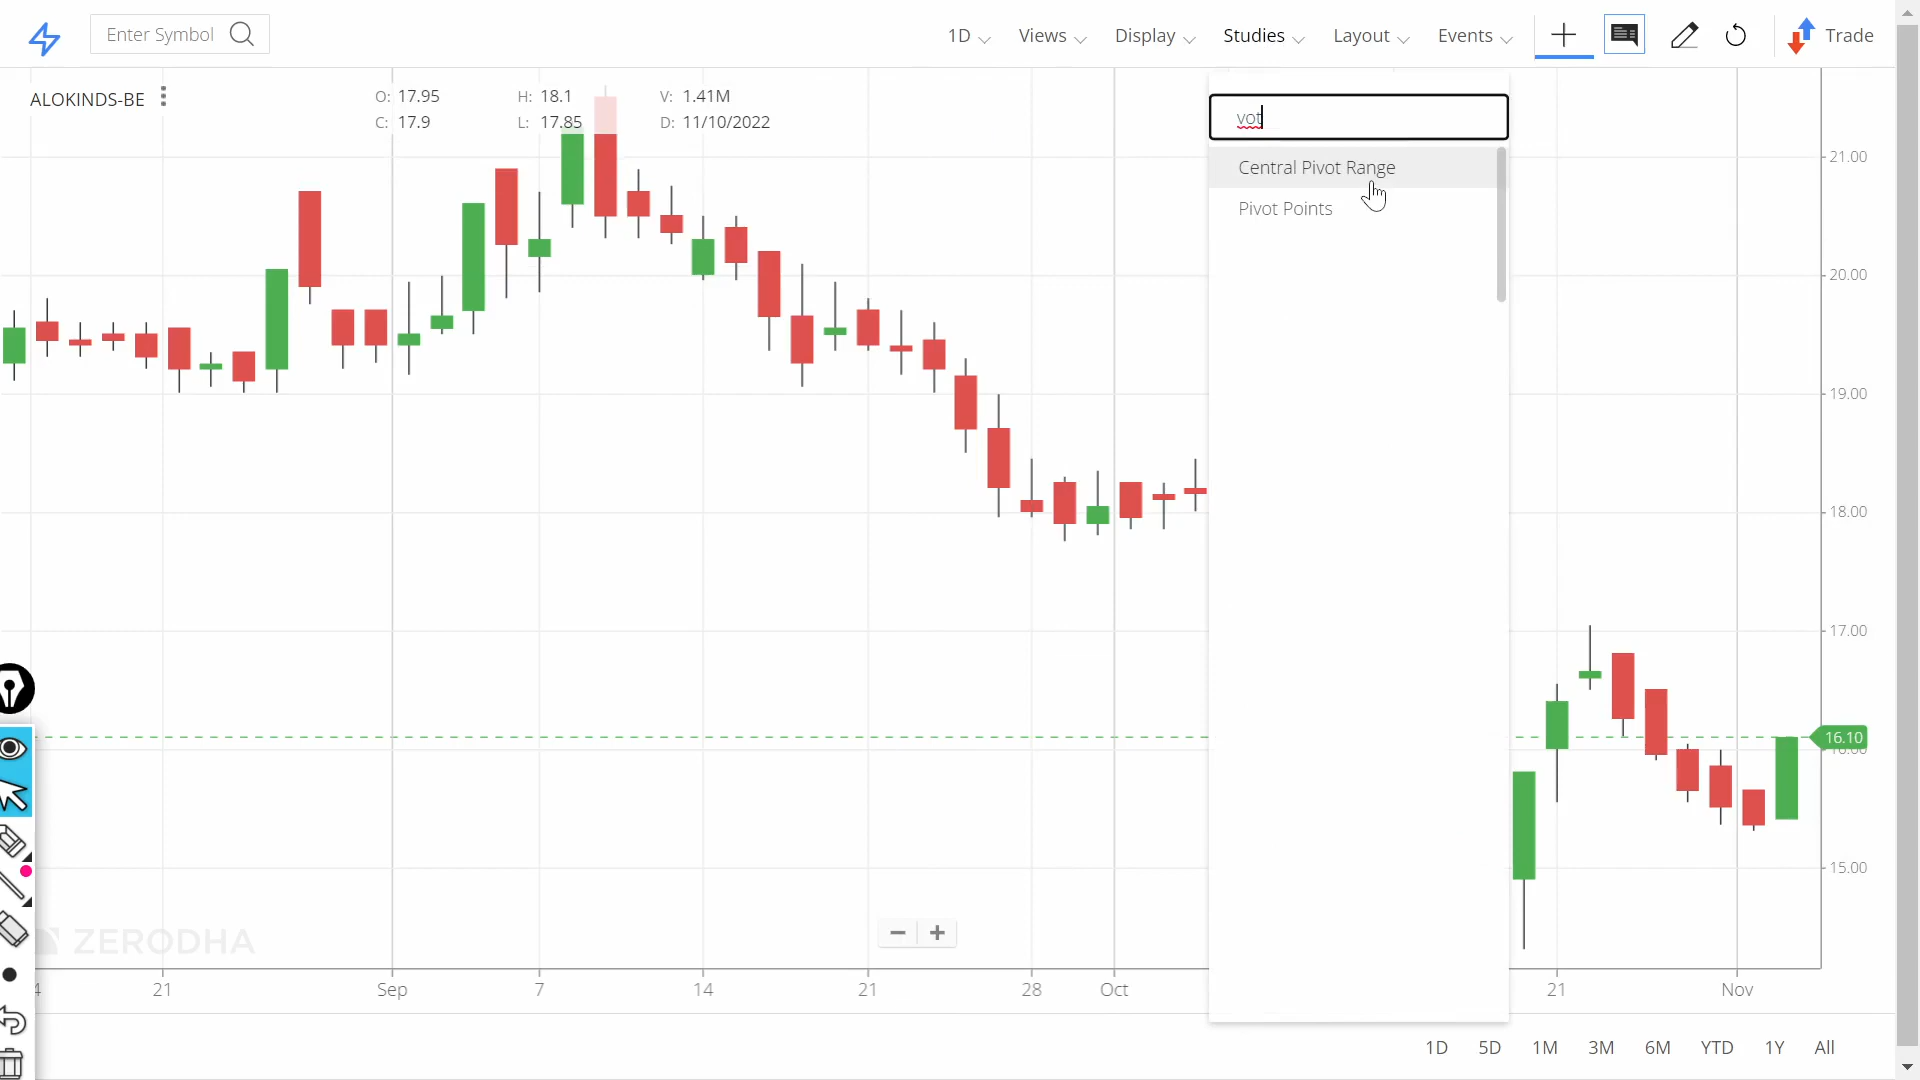 Enter Symbol
1D
Views
Display
Studies
Layout
Events
Trade
ALOKINDS-BE
O: 17.95 H: 18.1 V: 1.41M
C: 17.9 L: 17.85 D: 11/10/2022
vot
Central Pivot Range
Pivot Points
21.00
20.00
19.00
18.00
17.00
16.10
15.00
ZERODHA
21
Sep
7
14
21
28
Oct
21
Nov
1D 5D 1M 3M 6M YTD 1Y All